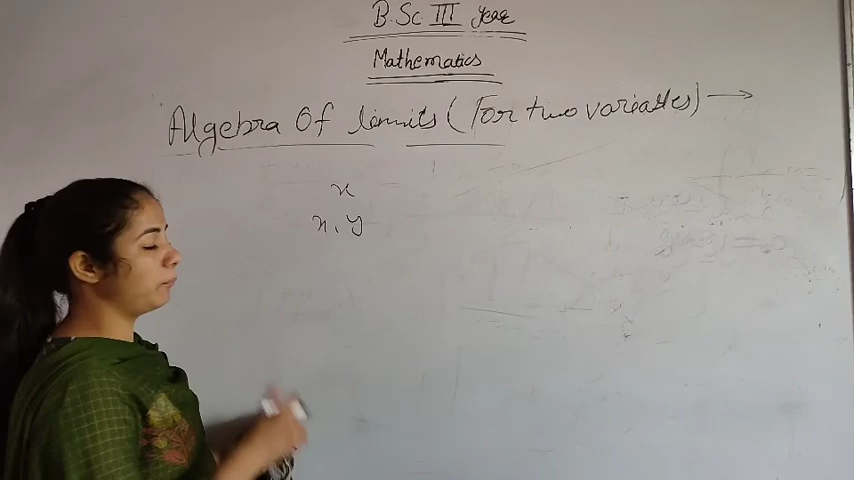 B.Sc. III year
Mathematics
Algebra Of limits (For two variables) →
x
x, y